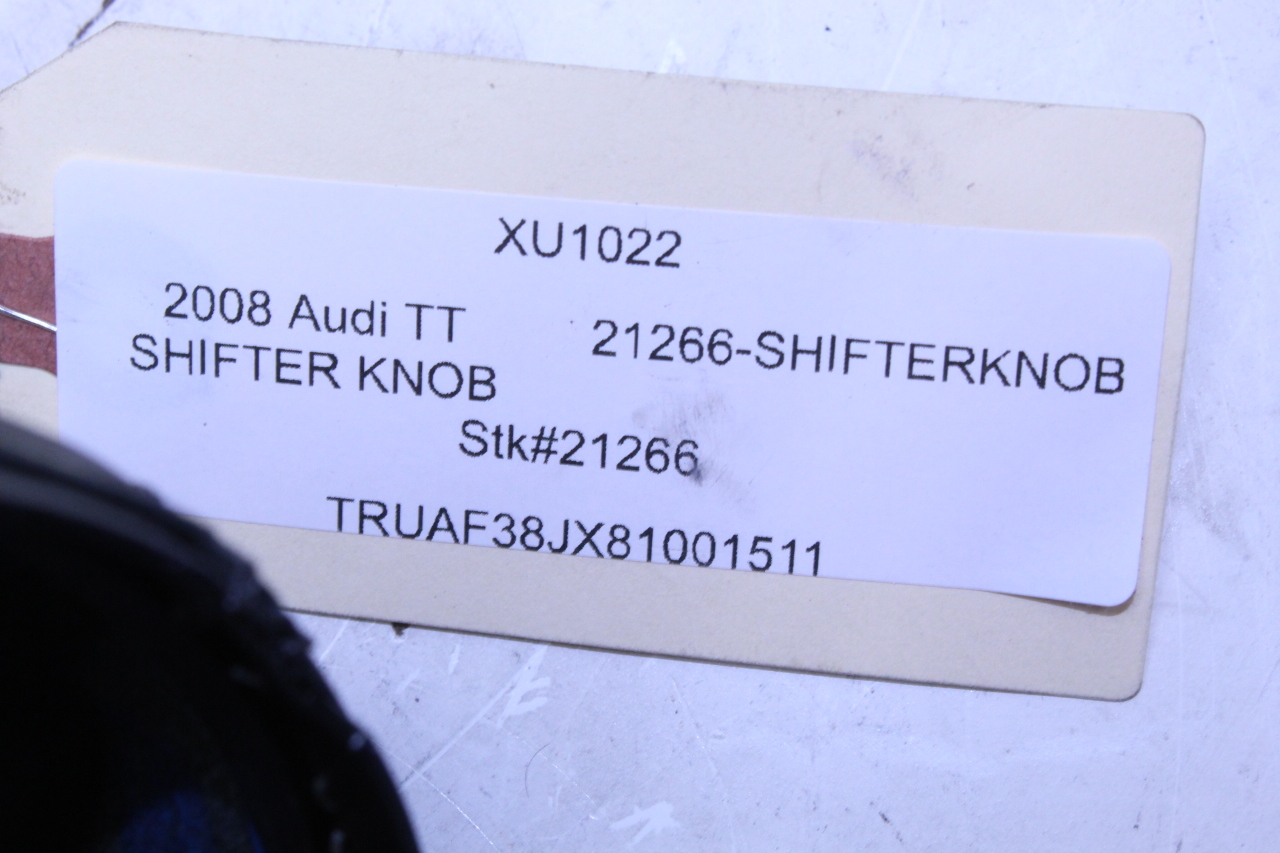 XU1022
2008 Audi TT
SHIFTER KNOB
21266-SHIFTERKNOB
Stk#21266
TRUAF38JX81001511